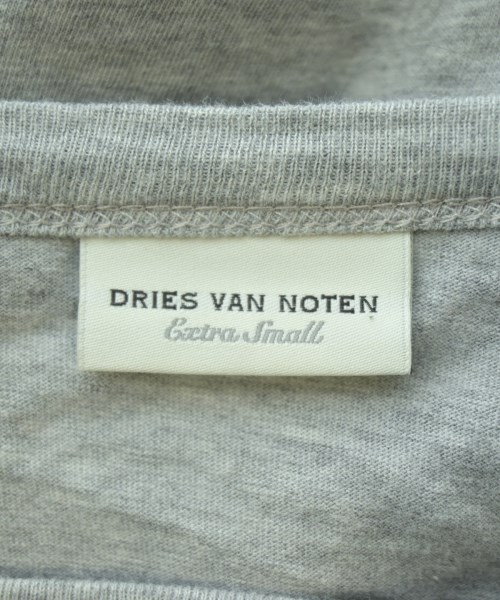 DRIES VAN NOTEN
Extra Small